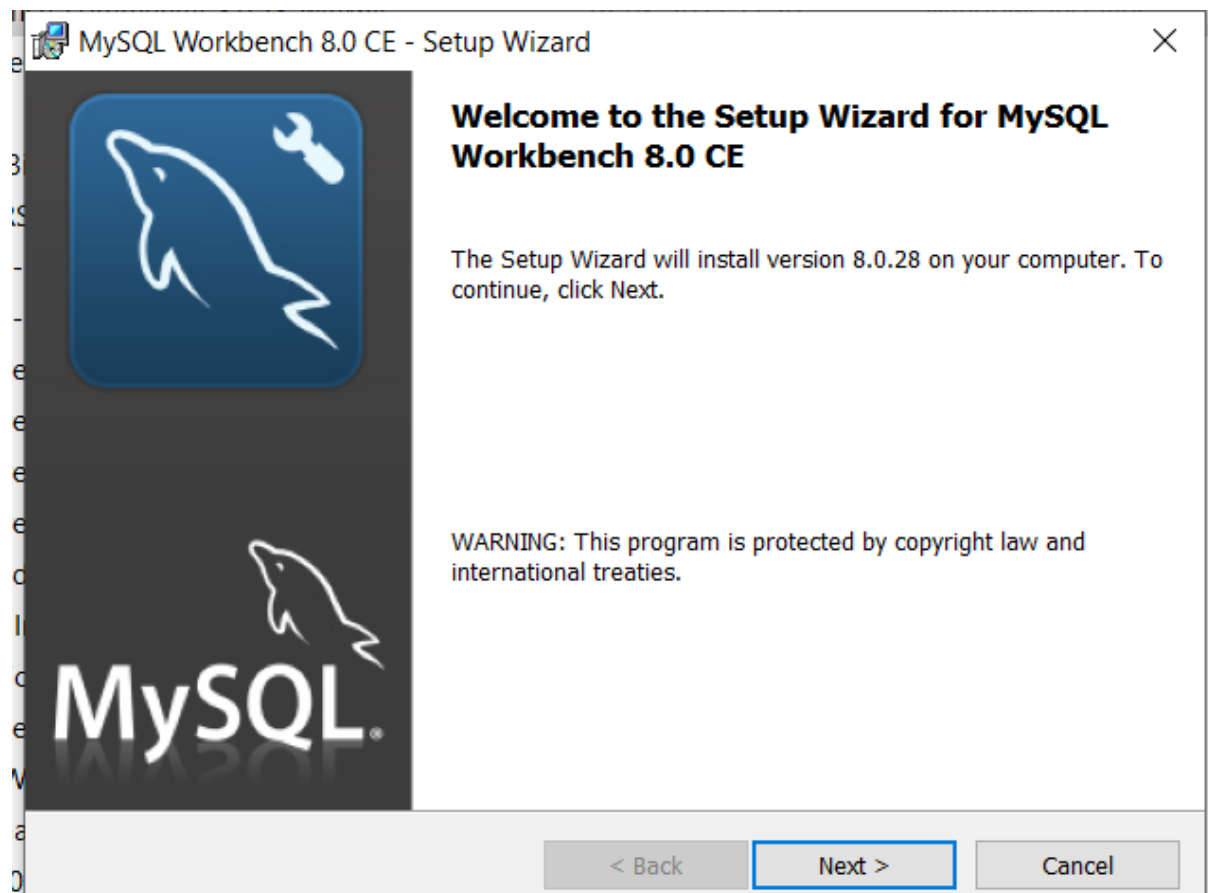 MySQL Workbench 8.0 CE - Setup Wizard
Welcome to the Setup Wizard for MySQL
Workbench 8.0 CE
The Setup Wizard will install version 8.0.28 on your computer. To
continue, click Next.
WARNING: This program is protected by copyright law and
international treaties.
MySQL®
< Back
Next >
Cancel